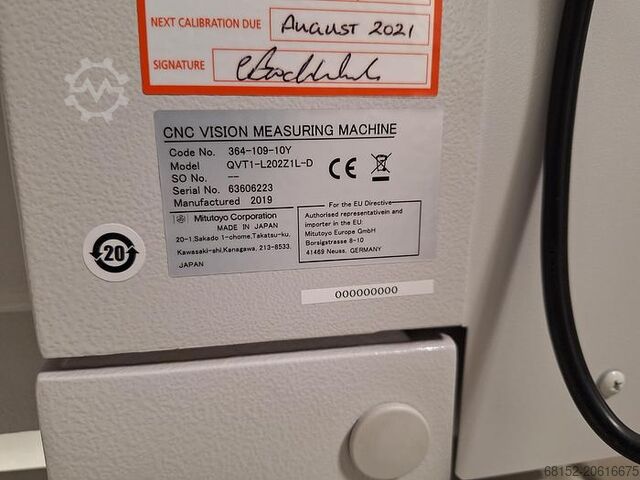 NEXT CALIBRATION DUE August 2021
SIGNATURE
CNC VISION MEASURING MACHINE
Code No. 364-109-10Y
Model QVT1-L202Z1L-D
SO No. --
Serial No. 63606223
Manufactured 2019
Mitutoyo Corporation
MADE IN JAPAN
20-1,Sakado 1-chome,Takatsu-ku,
Kawasaki-shi,Kanagawa, 213-8533,
JAPAN
For the EU Directive
Authorised representativein and
importer in the EU:
Mitutoyo Europe GmbH
Borsigstrasse 8-10
41469 Neuss, GERMANY
CE
20
000000000
68152-20616675